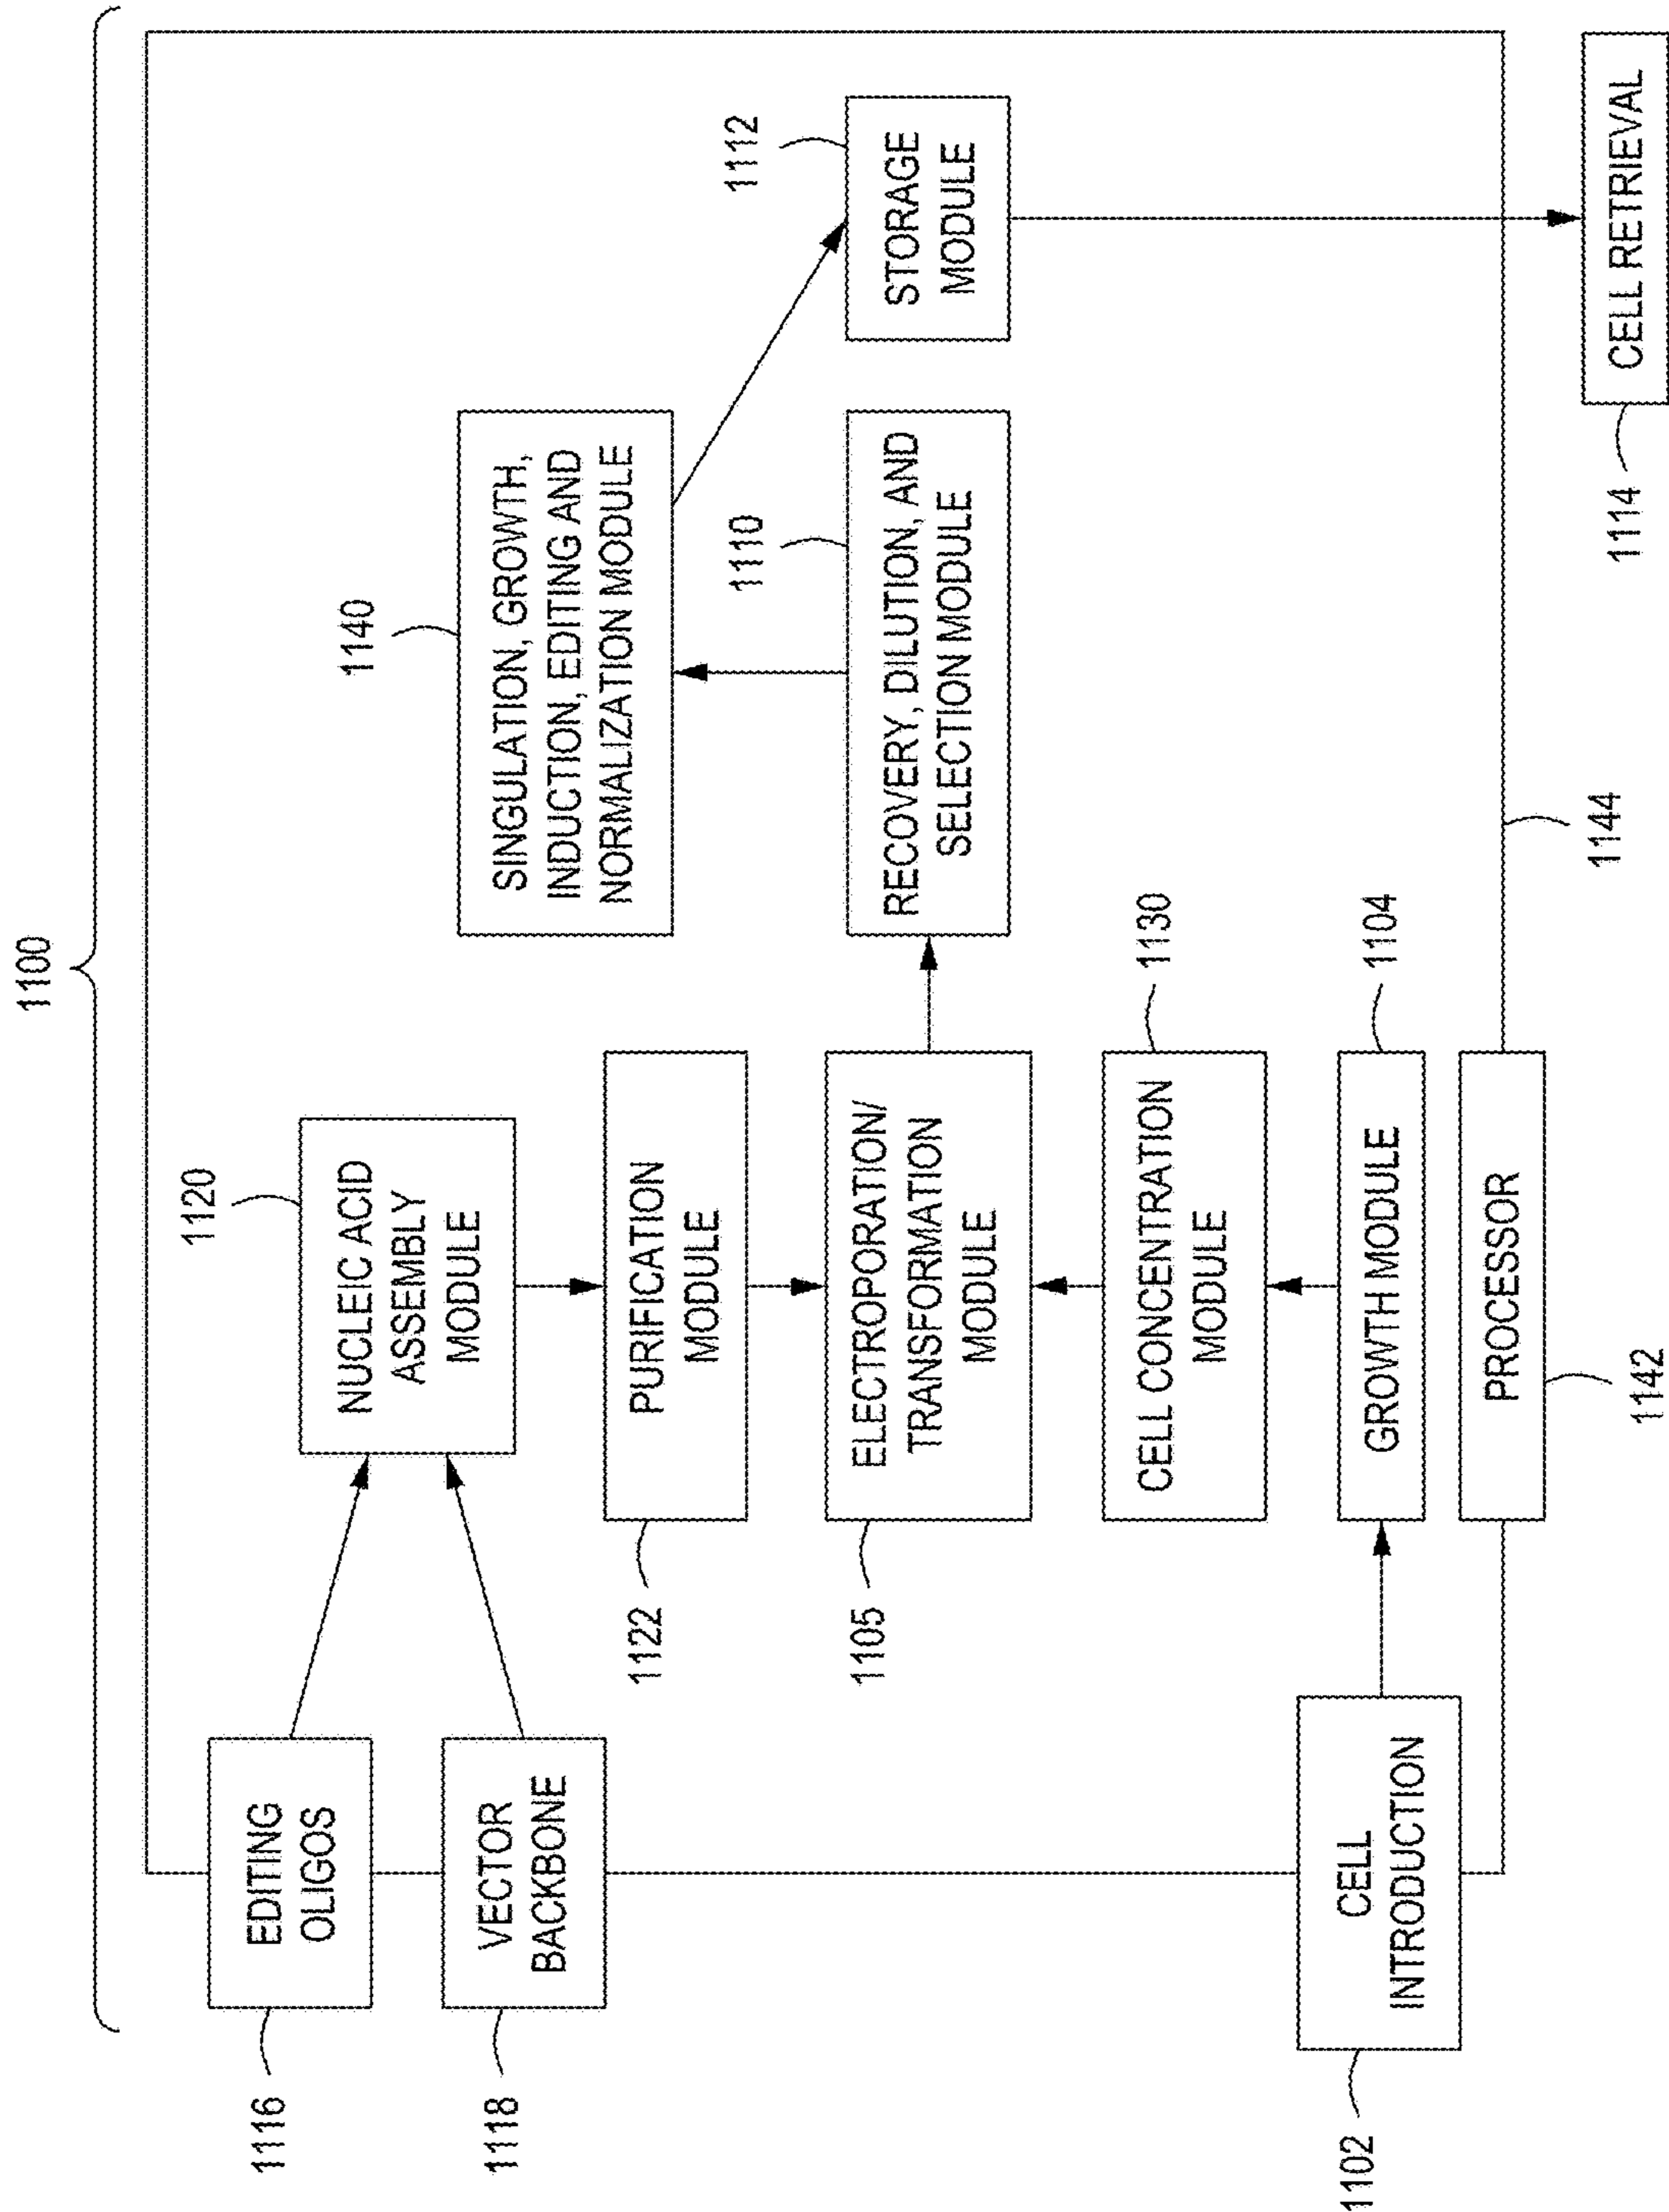 1100
1116
EDITING
OLIGOS
1118
VECTOR
BACKBONE
1120
NUCLEIC ACID
ASSEMBLY
MODULE
1122
PURIFICATION
MODULE
1105
ELECTROPORATION/
TRANSFORMATION
MODULE
CELL CONCENTRATION
MODULE
1130
1102
CELL
INTRODUCTION
GROWTH MODULE
1104
PROCESSOR
1142
1144
1140
SINGULATION, GROWTH,
INDUCTION, EDITING AND
NORMALIZATION MODULE
1110
RECOVERY, DILUTION, AND
SELECTION MODULE
1112
STORAGE
MODULE
CELL RETRIEVAL
1114